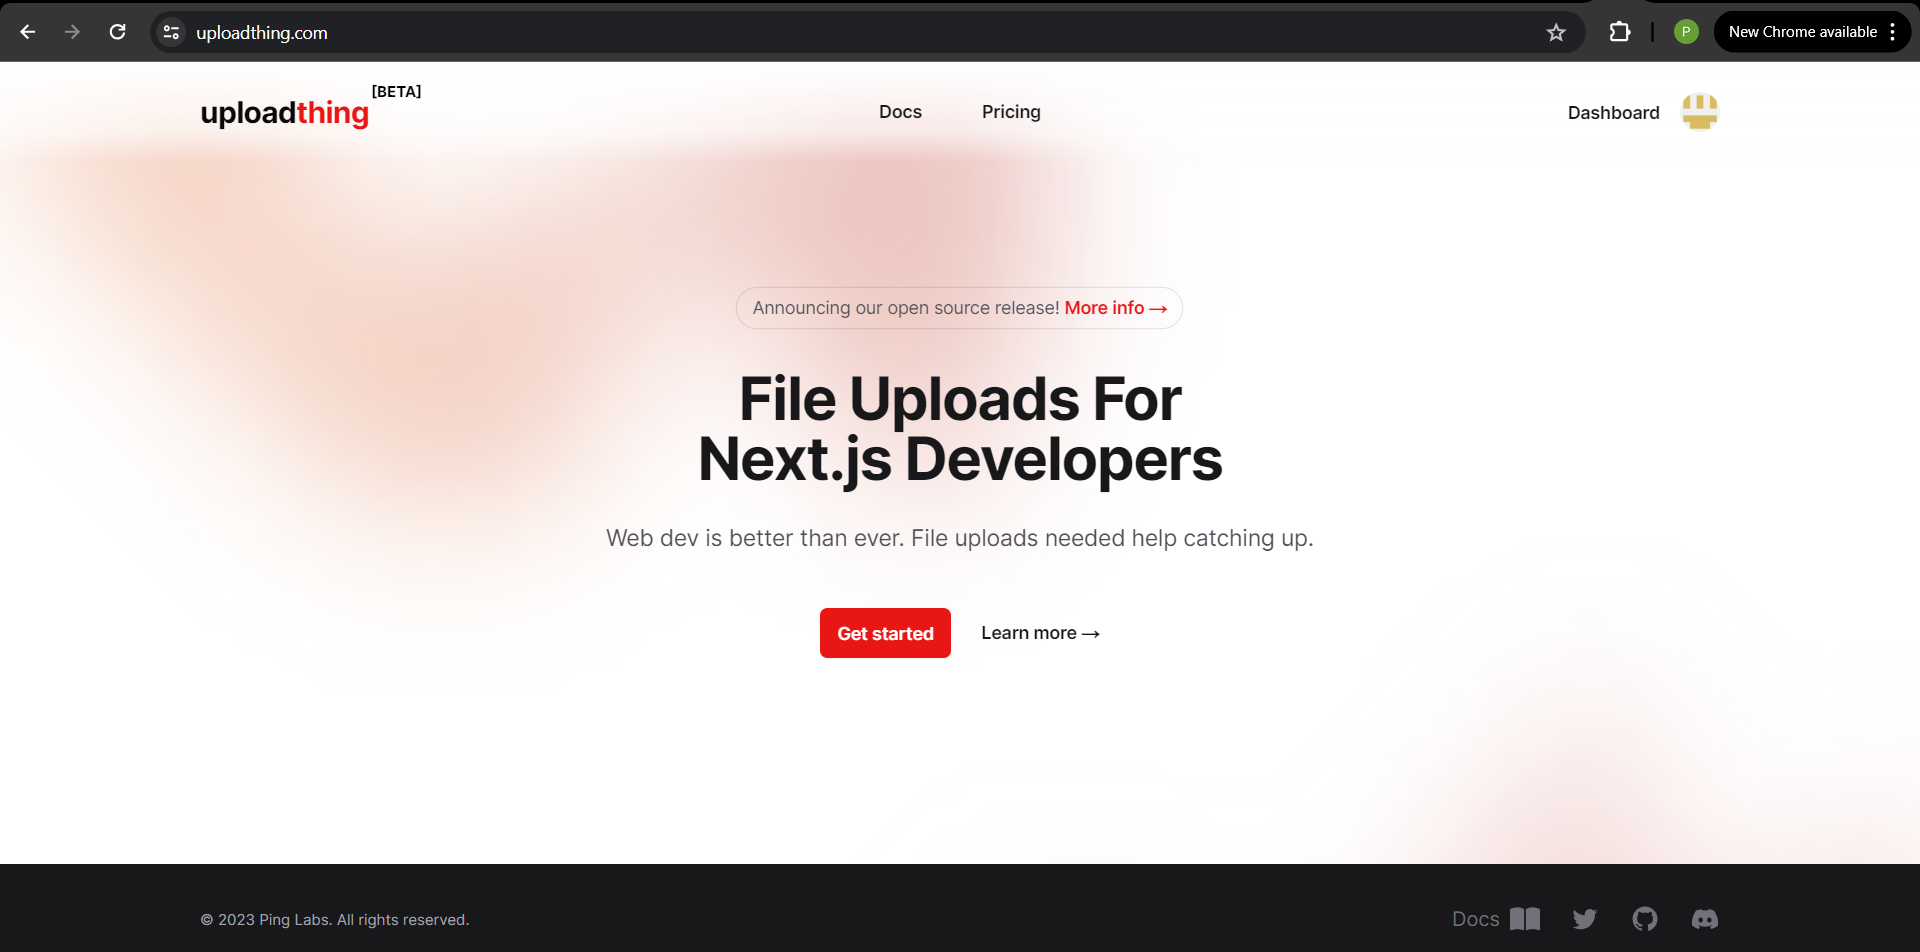 uploadthing.com
P
New Chrome available
uploadthing
[BETA]
Docs
Pricing
Dashboard
Announcing our open source release! More info →
File Uploads For
Next.js Developers
Web dev is better than ever. File uploads needed help catching up.
Get started
Learn more →
© 2023 Ping Labs. All rights reserved.
Docs